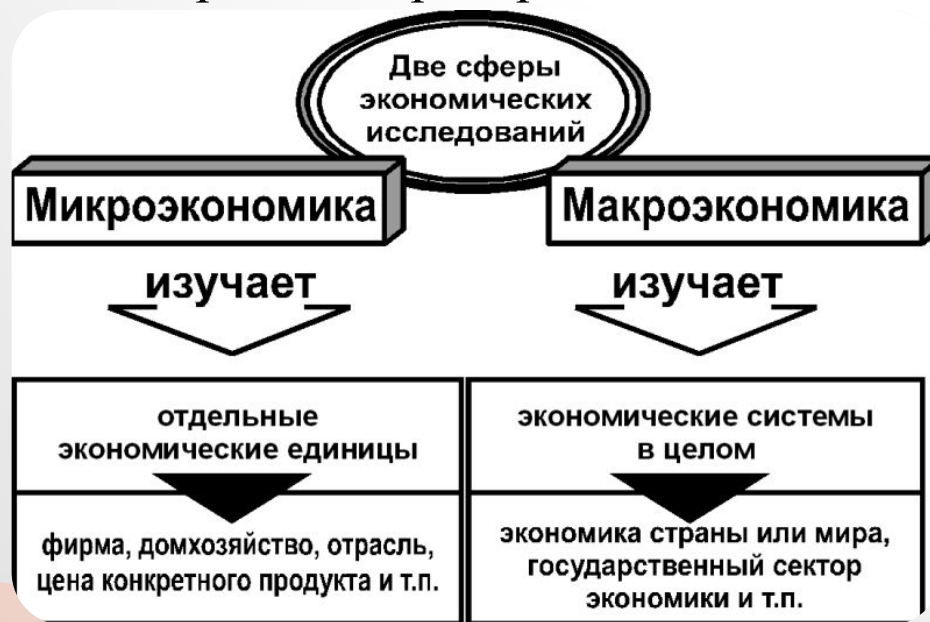 Две сферы
экономических
исследований
Микроэкономика
Макроэкономика
изучает
изучает
отдельные
экономические единицы
экономические системы
в целом
фирма, домхозяйство, отрасль,
цена конкретного продукта и т.п.
экономика страны или мира,
государственный сектор
экономики и т.п.